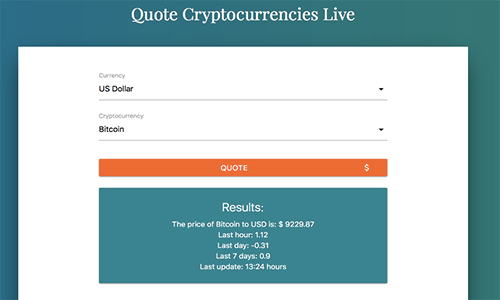 Quote Cryptocurrencies Live
Currency
US Dollar
Cryptocurrency
Bitcoin
QUOTE $
Results:
The price of Bitcoin to USD is: $ 9229.87
Last hour: 1.12
Last day: -0.31
Last 7 days: 0.9
Last update: 13:24 hours